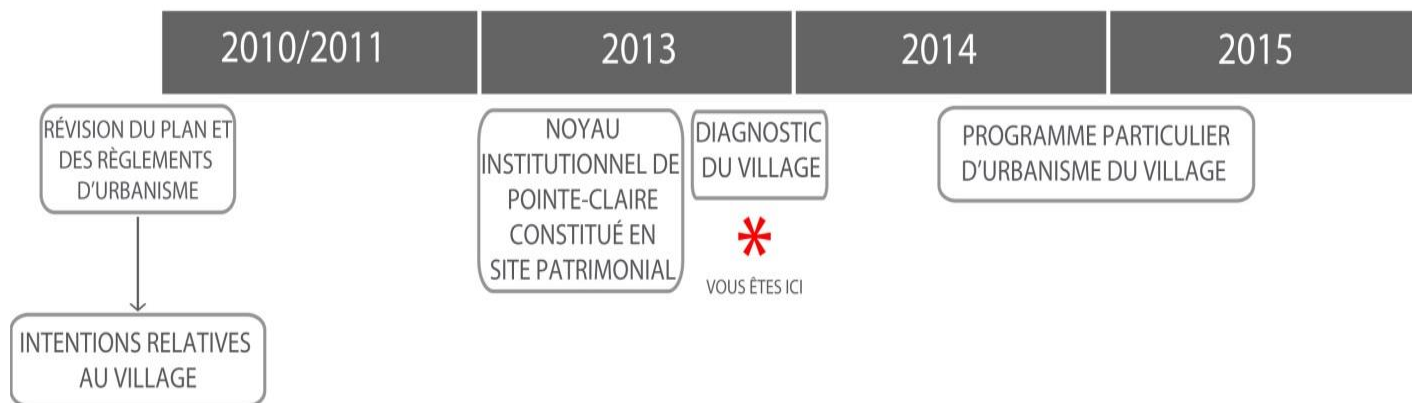 2010/2011
2013
2014
2015
RÉVISION DU PLAN ET
DES RÈGLEMENTS
D'URBANISME
INTENTIONS RELATIVES
AU VILLAGE
NOYAU
INSTITUTIONNEL DE
POINTE-CLAIRE
CONSTITUÉ EN
SITE PATRIMONIAL
DIAGNOSTIC
DU VILLAGE
*
VOUS ÊTES ICI
PROGRAMME PARTICULIER
D'URBANISME DU VILLAGE